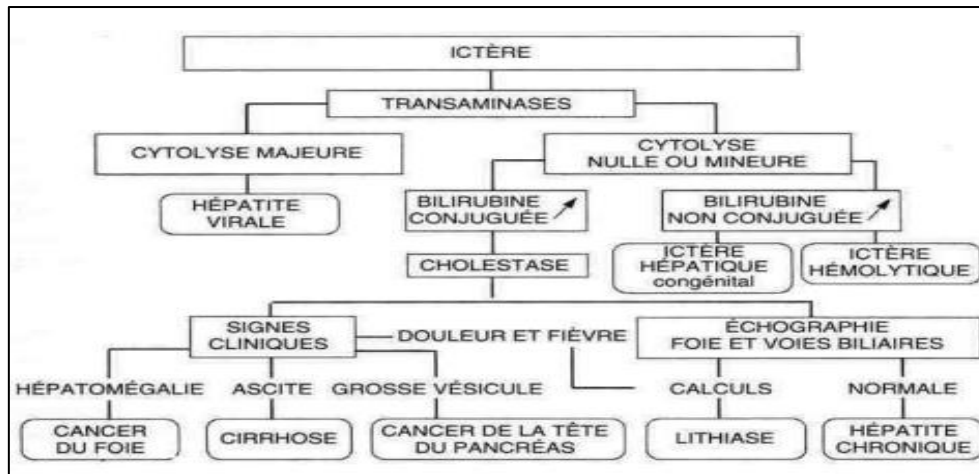 ICTÈRE
TRANSAMINASES
CYTOLYSE MAJEURE
CYTOLYSE
NULLE OU MINEURE
HÉPATITE
VIRALE
BILIRUBINE
CONJUGUÉE
BILIRUBINE
NON CONJUGUÉE
CHOLESTASE
ICTÈRE
HÉPATIQUE
congénital
ICTÈRE
HÉMOLYTIQUE
SIGNES
CLINIQUES
DOULEUR ET FIÈVRE
ÉCHOGRAPHIE
FOIE ET VOIES BILIAIRES
HÉPATOMÉGALIE
ASCITE
GROSSE VÉSICULE
CALCULS
NORMALE
CANCER
DU FOIE
CIRRHOSE
CANCER DE LA TÊTE
DU PANCRÉAS
LITHIASE
HÉPATITE
CHRONIQUE